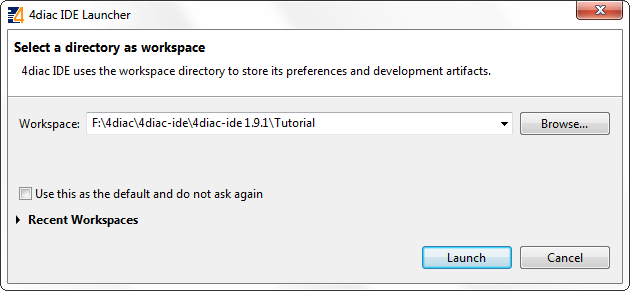 4diac IDE Launcher
Select a directory as workspace
4diac IDE uses the workspace directory to store its preferences and development artifacts.
Workspace: F:\4diac\4diac-ide\4diac-ide 1.9.1\Tutorial Browse...
Use this as the default and do not ask again
Recent Workspaces
Launch Cancel